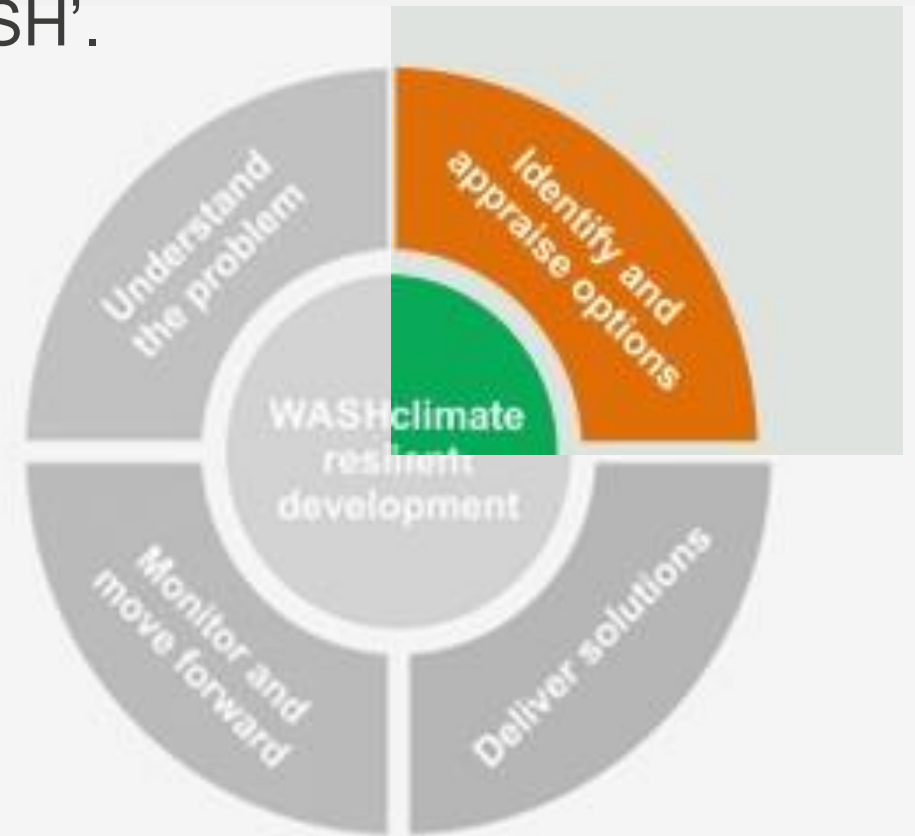 SH’.
Understand
the problem
Identify and
appraise options
WASHclimate
resilient
development
Monitor and
move forward
Deliver solutions